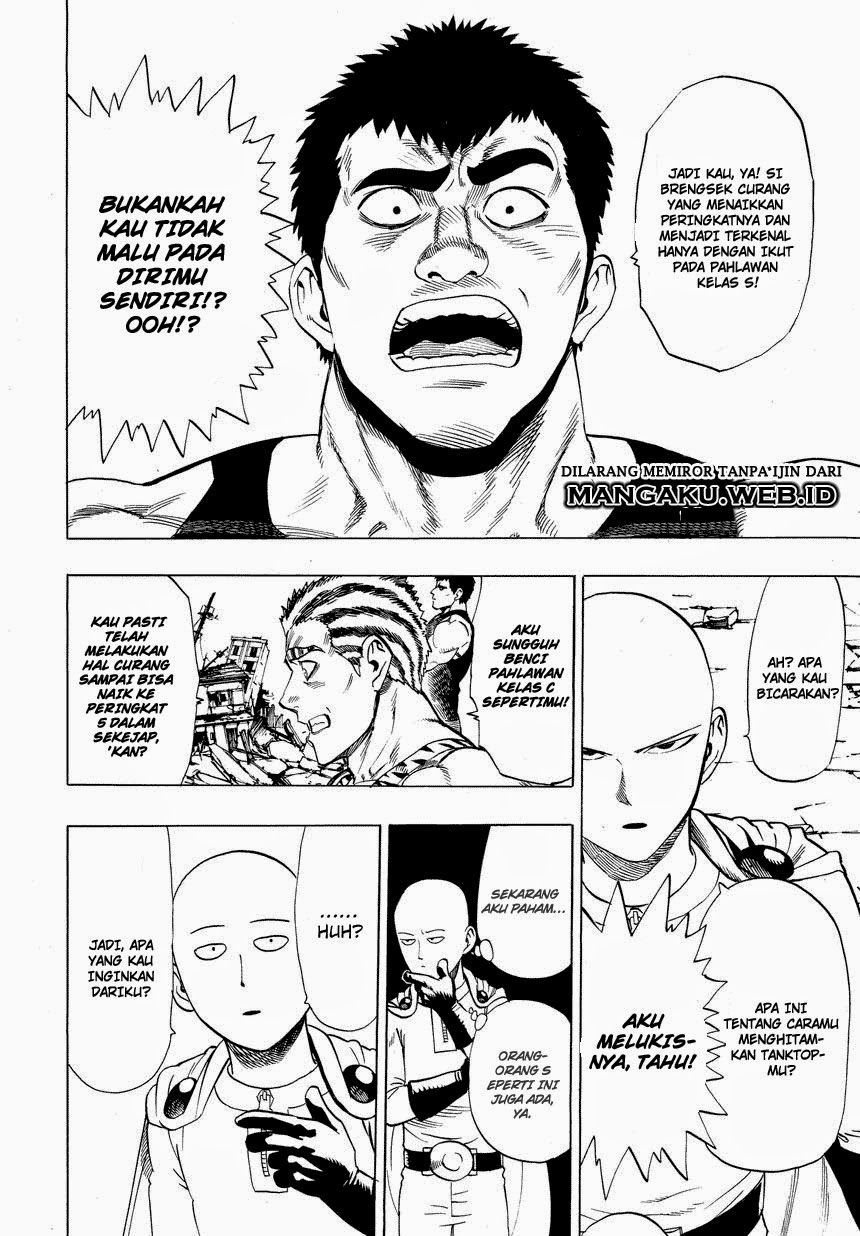 JADI KAU, YA! SI
BRENGSEK CURANG
YANG MENAIKKAN
PERINGKATNYA DAN
MENJADI TERKENAL
HANYA DENGAN IKUT
PADA PAHLAWAN
KELAS S!
BUKANKAH
KAU TIDAK
MALU PADA
DIRIMU
SENDIRI!?
OOH!?
DILARANG MEMIROR TANPA IJIN DARI
MANGAKU.WEB.ID
AH? APA
YANG KAU
BICARAKAN?
APA INI
TENTANG CARAMU
MENGHITAM-
KAN TANKTOP-
MU?
AKU
MELUKIS-
NYA, TAHU!
AKU
SUNGGUH
BENCI
PAHLAWAN
KELAS C
SEPERTIMU!
KAU PASTI
TELAH
MELAKUKAN
HAL CURANG
SAMPAI BISA
NAIK KE
PERINGKAT
5 DALAM
SEKEJAP,
'KAN?
SEKARANG
AKU PAHAM...
ORANG-
ORANG S
EPERTI INI
JUGA ADA,
YA.
......
HUH?
JADI, APA
YANG KAU
INGINKAN
DARIKU?